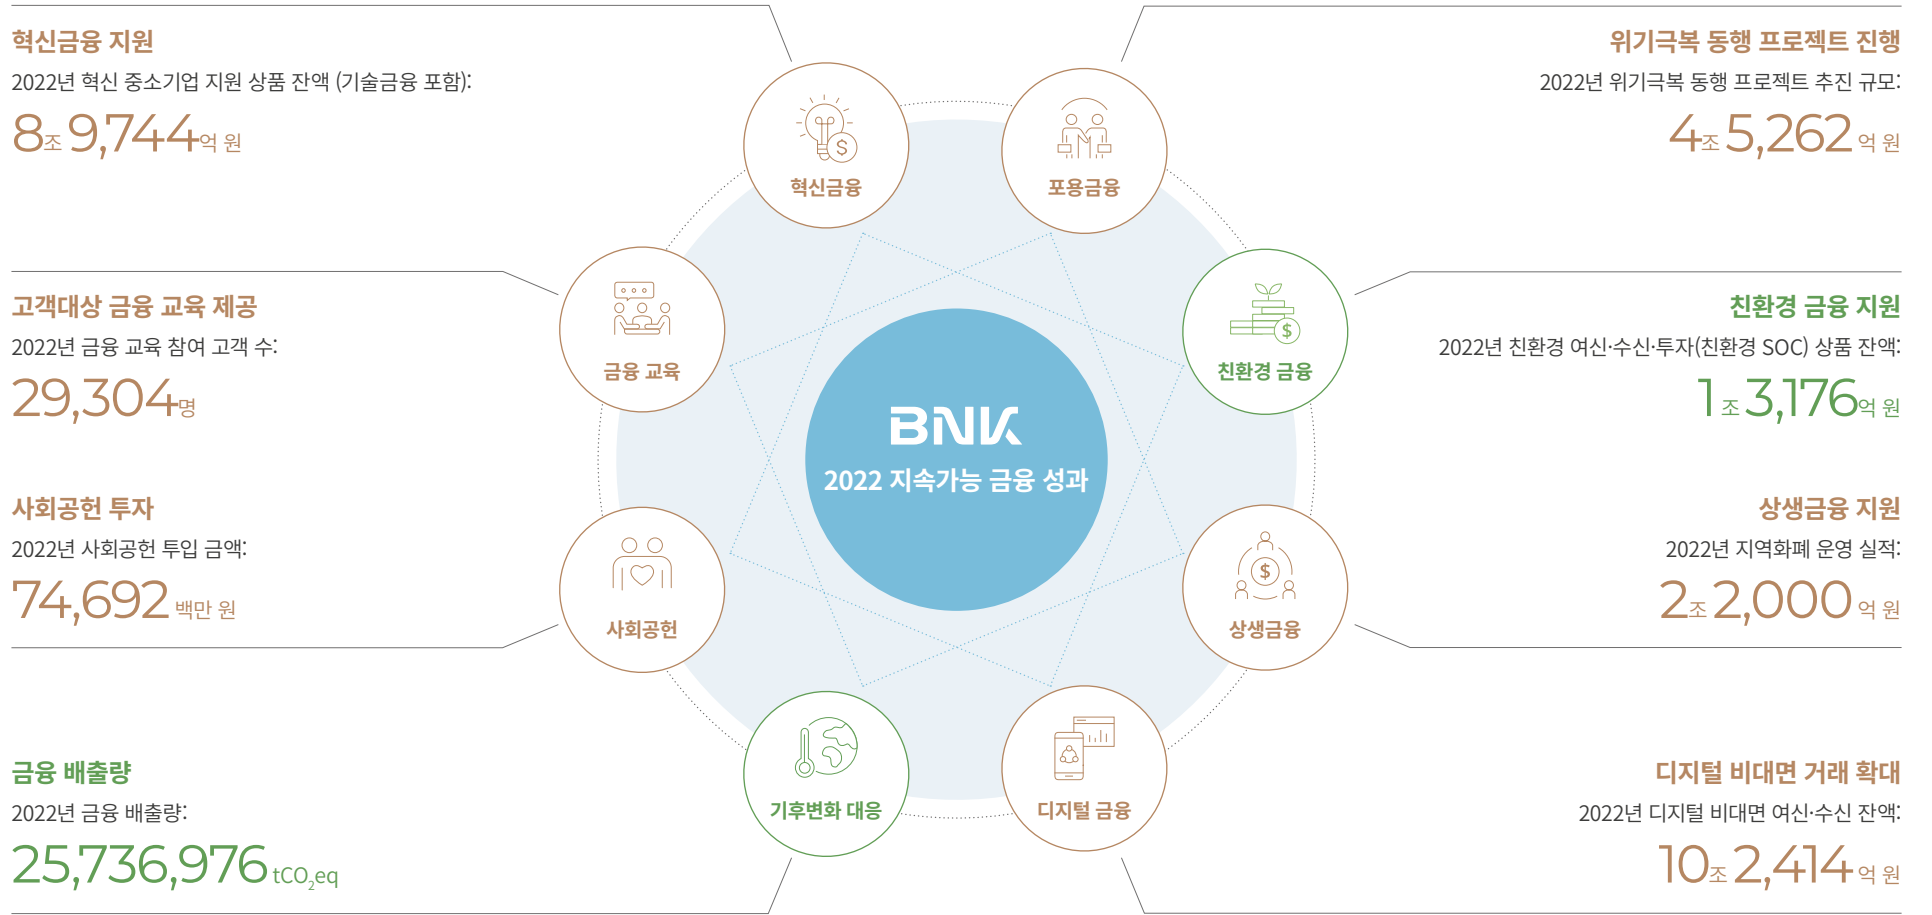 혁신금융 지원
2022년 혁신 중소기업 지원 상품 잔액 (기술금융 포함):
8조 9,744억 원
고객대상 금융 교육 제공
2022년 금융 교육 참여 고객 수:
29,304명
사회공헌 투자
2022년 사회공헌 투입 금액:
74,692 백만 원
금융 배출량
2022년 금융 배출량:
25,736,976 tCO₂eq
혁신금융
포용금융
금융 교육
친환경 금융
BNK
2022 지속가능 금융 성과
사회공헌
상생금융
기후변화 대응
디지털 금융
위기극복 동행 프로젝트 진행
2022년 위기극복 동행 프로젝트 추진 규모:
4조 5,262 억 원
친환경 금융 지원
2022년 친환경 여신·수신·투자(친환경 SOC) 상품 잔액:
1조 3,176억 원
상생금융 지원
2022년 지역화폐 운영 실적:
2조 2,000 억 원
디지털 비대면 거래 확대
2022년 디지털 비대면 여신·수신 잔액:
10조 2,414 억 원